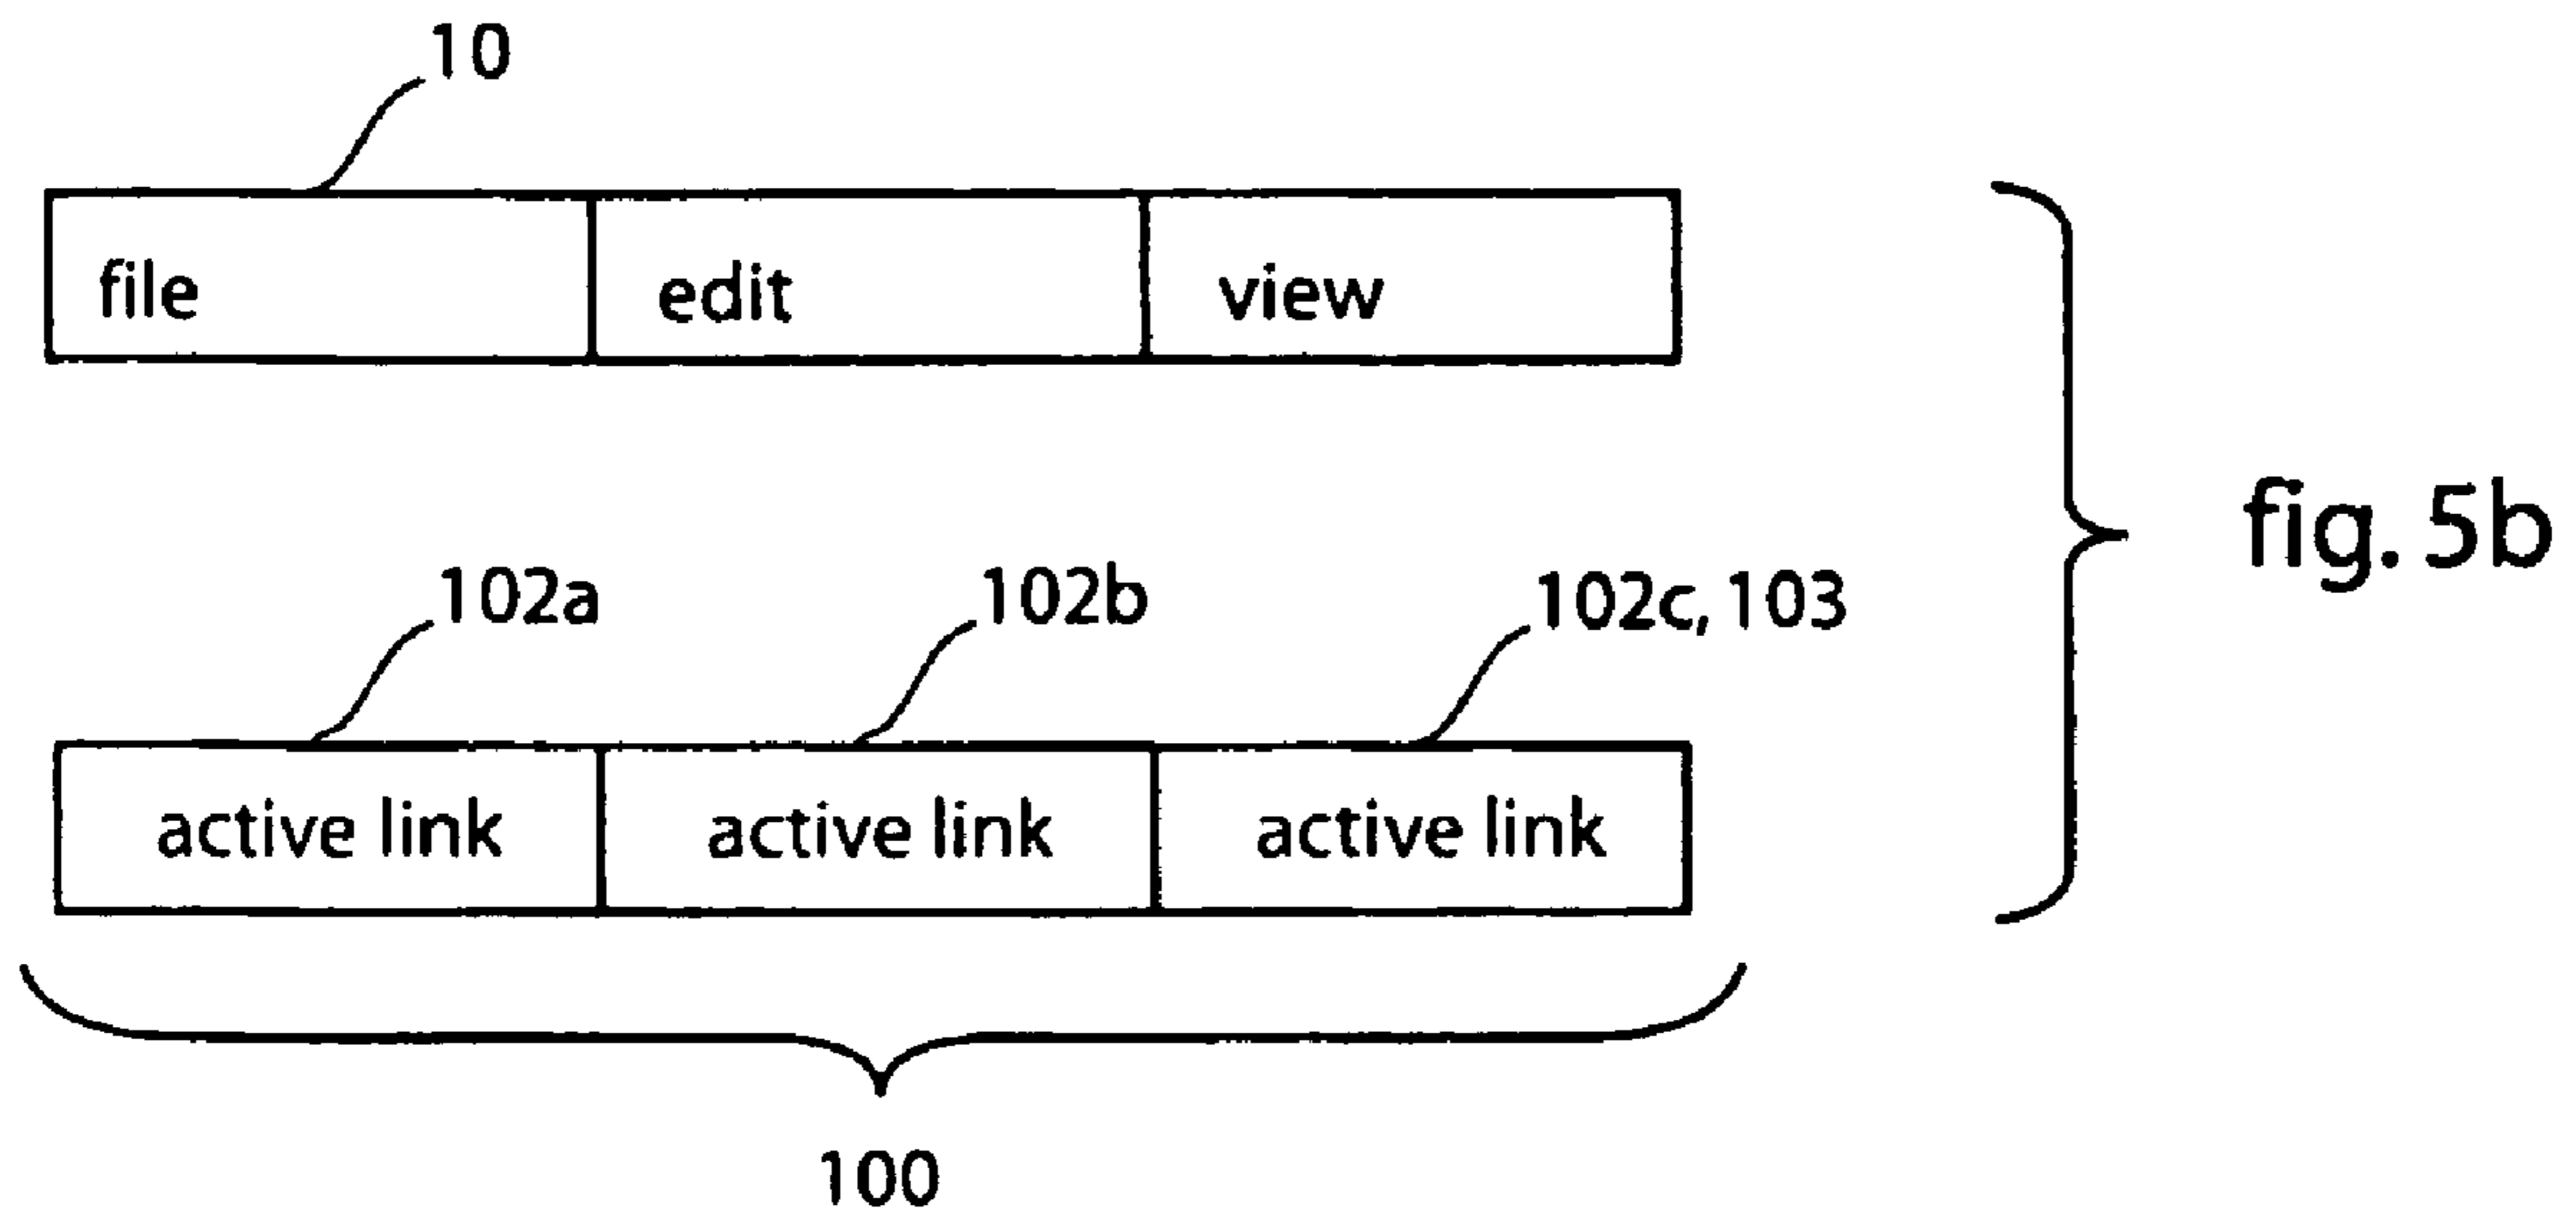 10
file edit view
fig. 5b
102a 102b 102c, 103
active link active link active link
100